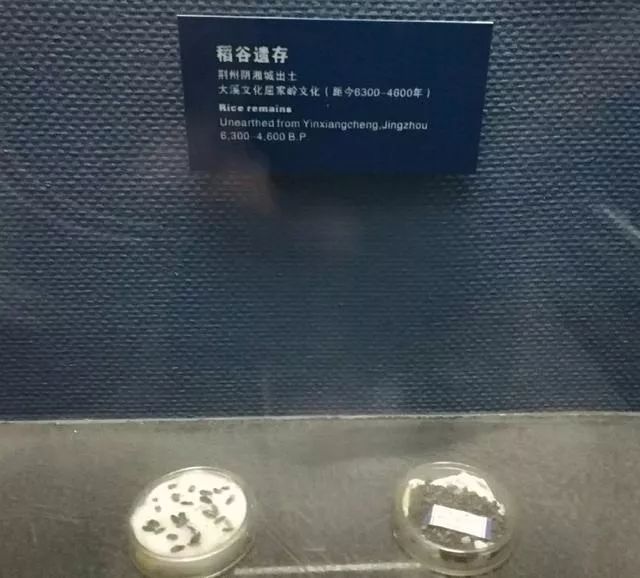 稻谷遗存
荆州阴湘城出土
大溪文化屈家岭文化（距今6300-4600年）
Rice remains
Unearthed from Yinxiangcheng,Jingzhou
6,300-4,600 B.P